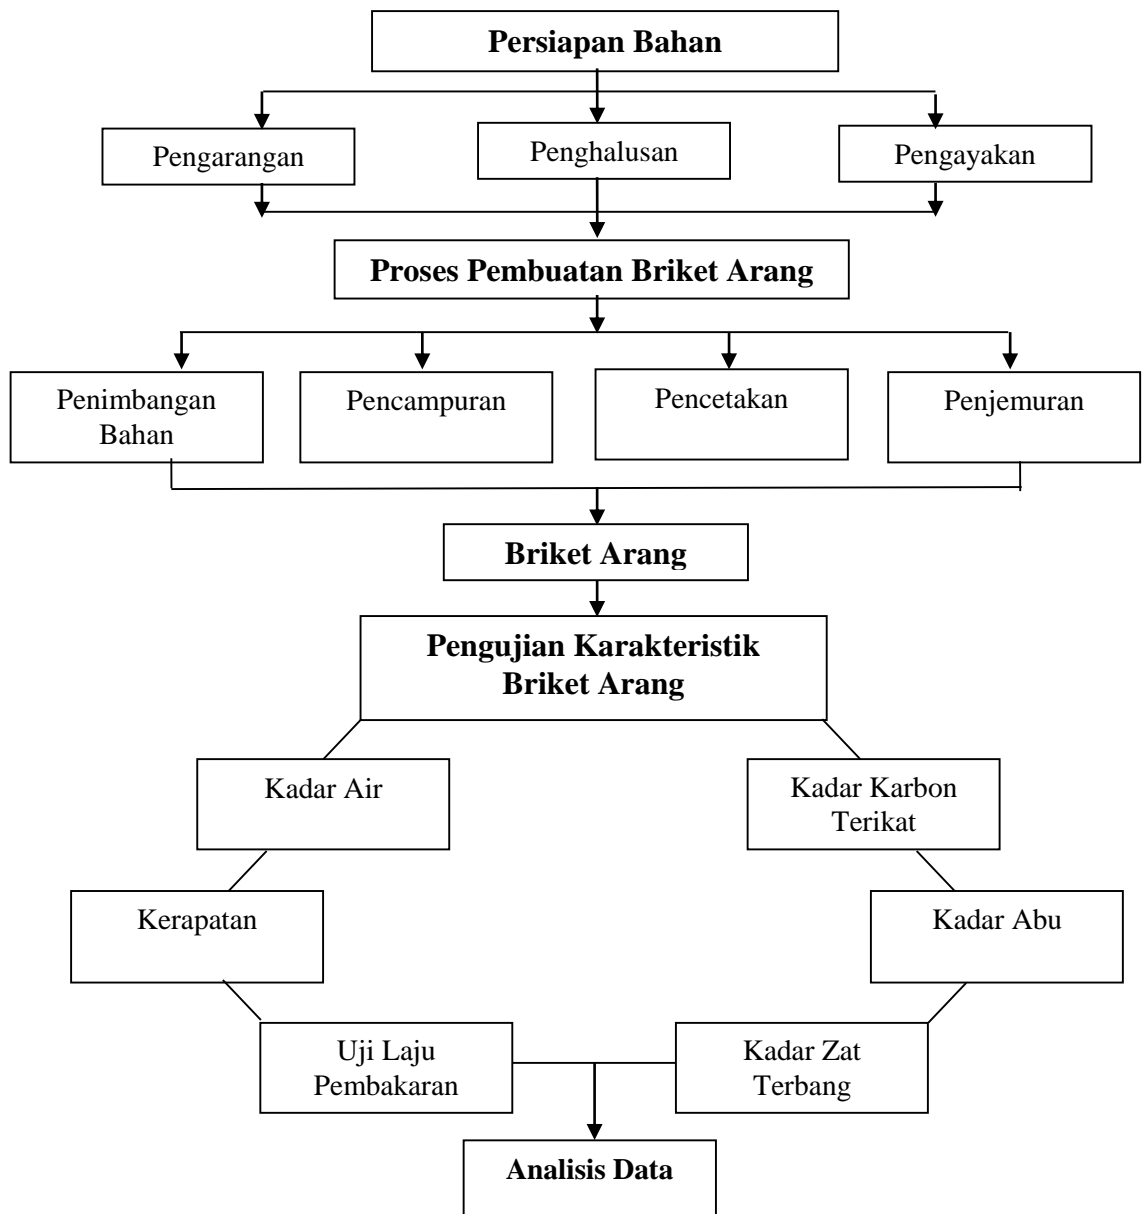 Persiapan Bahan
Pengarangan
Penghalusan
Pengayakan
Proses Pembuatan Briket Arang
Penimbangan
Bahan
Pencampuran
Pencetakan
Penjemuran
Briket Arang
Pengujian Karakteristik
Briket Arang
Kadar Air
Kadar Karbon
Terikat
Kerapatan
Kadar Abu
Uji Laju
Pembakaran
Kadar Zat
Terbang
Analisis Data